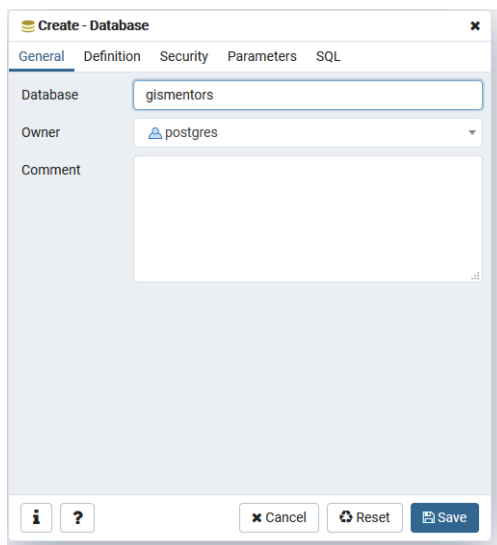 Create - Database
General Definition Security Parameters SQL
Database gismentors
Owner postgres
Comment
i ? Cancel Reset Save